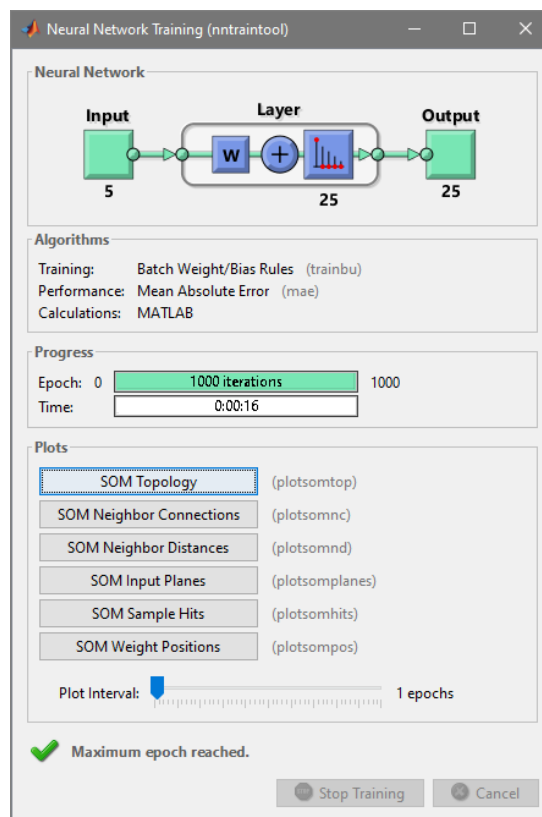 Neural Network Training (nntraintool)
Neural Network
Input Layer Output
W +
5 25 25
Algorithms
Training: Batch Weight/Bias Rules (trainbu)
Performance: Mean Absolute Error (mae)
Calculations: MATLAB
Progress
Epoch: 0 1000 iterations 1000
Time: 0:00:16
Plots
SOM Topology (plotsomtop)
SOM Neighbor Connections (plotsomnc)
SOM Neighbor Distances (plotsomnd)
SOM Input Planes (plotsomplanes)
SOM Sample Hits (plotsomhits)
SOM Weight Positions (plotsompos)
Plot Interval: 1 epochs
Maximum epoch reached.
Stop Training Cancel